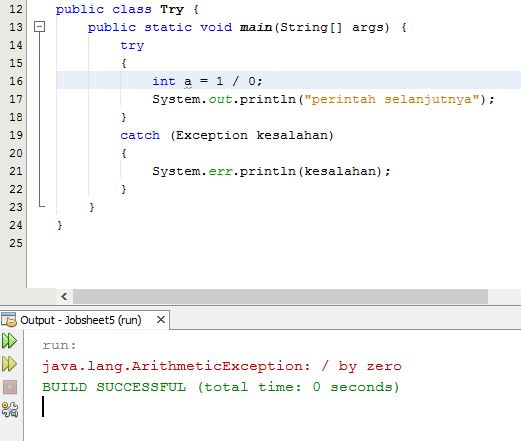 12 public class Try {
13 public static void main(String[] args) {
14 try
15 {
16 int a = 1 / 0;
17 System.out.println("perintah selanjutnya");
18 }
19 catch (Exception kesalahan)
20 {
21 System.err.println(kesalahan);
22 }
23 }
24 }
25
Output - Jobsheet5 (run)
run:
java.lang.ArithmeticException: / by zero
BUILD SUCCESSFUL (total time: 0 seconds)